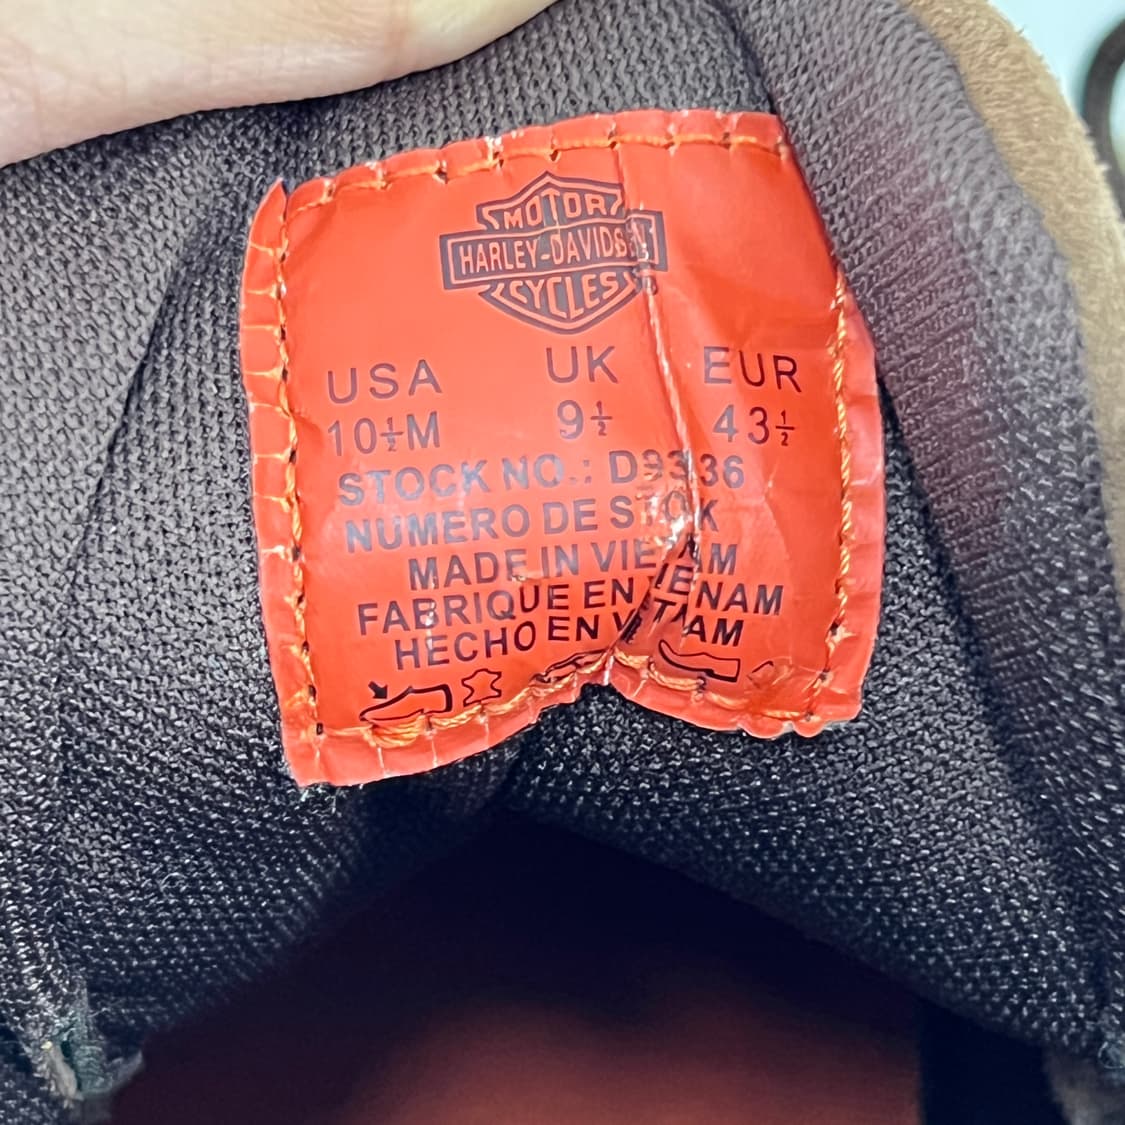 MOTOR
HARLEY-DAVIDSON
CYCLES
USA UK EUR
10½M 9½ 43½
STOCK NO.: D93336
NUMERO DE STOCK
MADE IN VIETNAM
FABRIQUE EN VIETNAM
HECHO EN VIETNAM